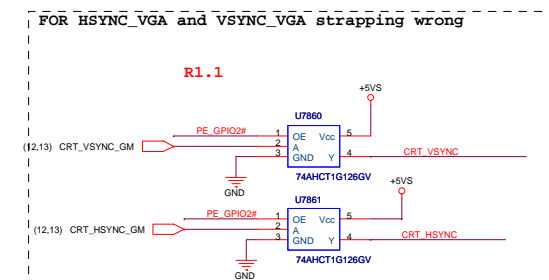 FOR HSYNC_VGA and VSYNC_VGA strapping wrong
R1.1
+5VS
U7860
PE_GPIO2# 1 OE Vcc 5
(12,13) CRT_VSYNC_GM 2 A
3 GND Y 4 CRT_VSYNC
74AHCT1G126GV
GND
+5VS
U7861
PE_GPIO2# 1 OE Vcc 5
(12,13) CRT_HSYNC_GM 2 A
3 GND Y 4 CRT_HSYNC
74AHCT1G126GV
GND